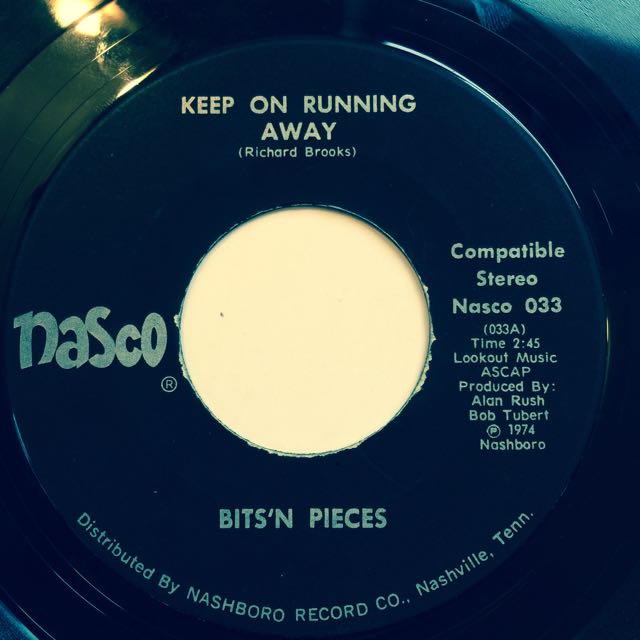 KEEP ON RUNNING
AWAY
(Richard Brooks)
Compatible
Stereo
Nasco 033
(033A)
Time 2:45
Lookout Music
ASCAP
Produced By:
Alan Rush
Bob Tubert
℗ 1974
Nashboro
nasco
®
BITS'N PIECES
Distributed By NASHBORO RECORD CO., Nashville, Tenn.